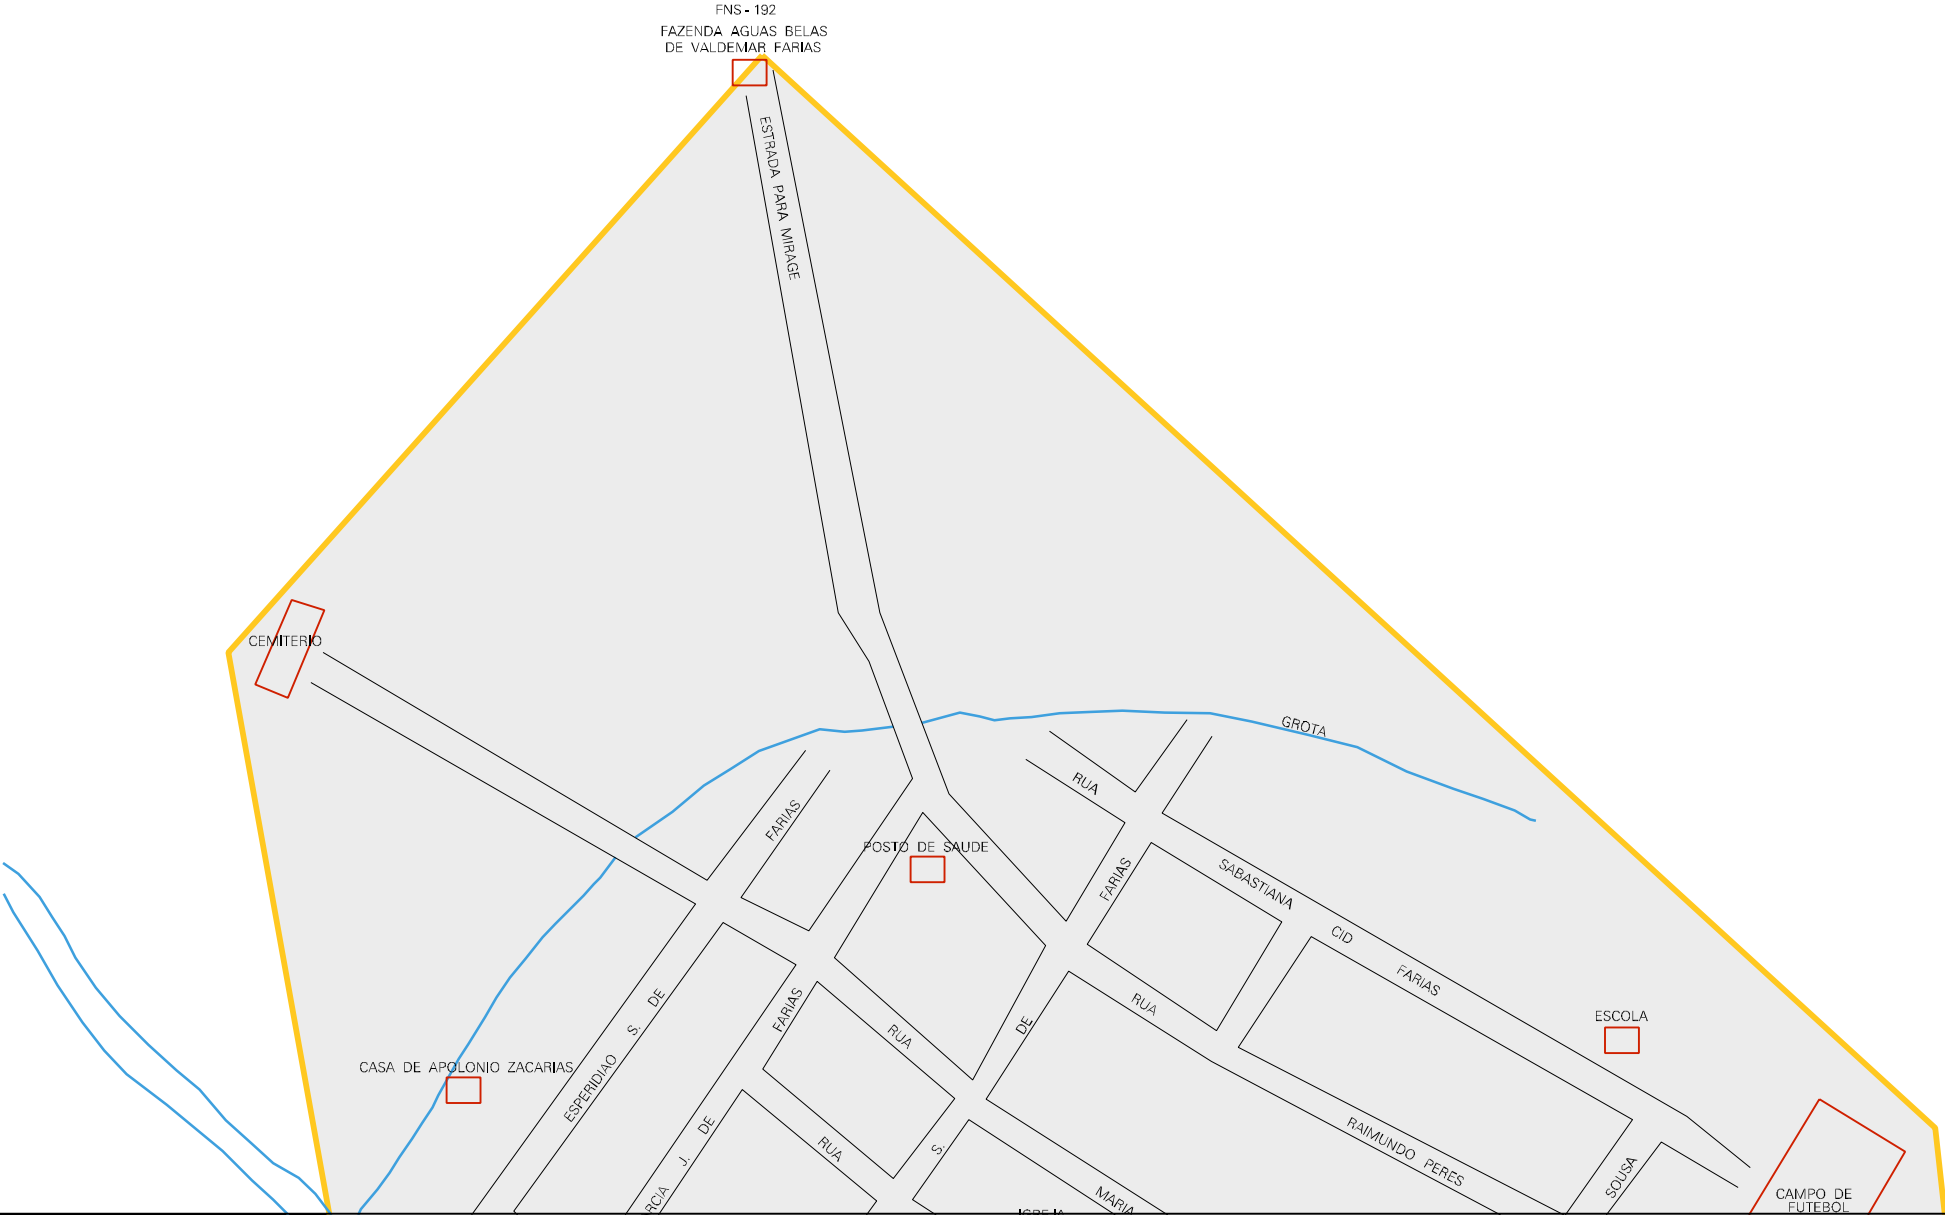 FNS - 192
FAZENDA AGUAS BELAS
DE VALDEMAR FARIAS
ESTRADA PARA MIRAGE
CEMITERIO
GROTA
RUA
FARIAS
POSTO DE SAUDE
FARIAS
SABASTIANA
CID
FARIAS
ESPERIDIAO S. DE
FARIAS
RUA
DE
RUA
ESCOLA
CASA DE APOLONIO ZACARIAS
J. DE
RUA
S.
RAIMUNDO PERES
SOUSA
MARIA
CAMPO DE
FUTEBOL